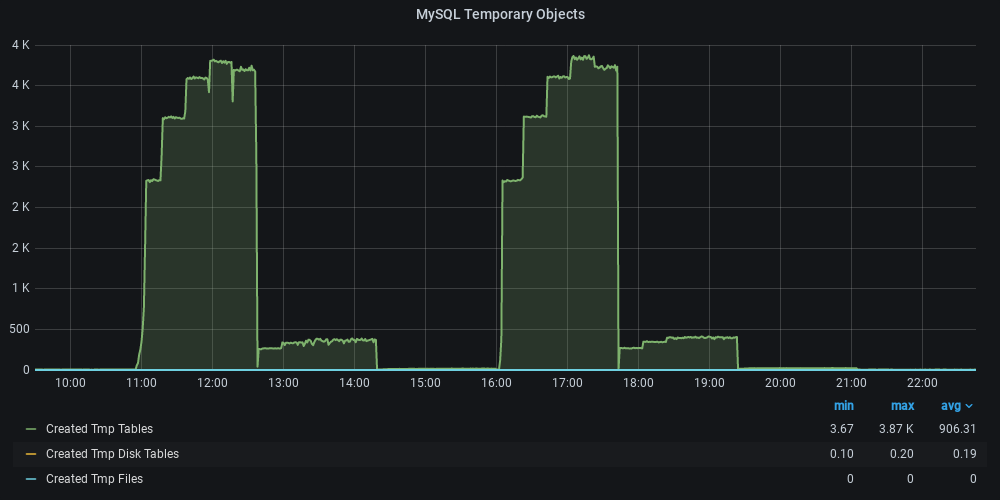 MySQL Temporary Objects
4 K
4 K
3 K
3 K
2 K
2 K
1 K
500
0
10:00 11:00 12:00 13:00 14:00 15:00 16:00 17:00 18:00 19:00 20:00 21:00 22:00
min max avg
Created Tmp Tables 3.67 3.87 K 906.31
Created Tmp Disk Tables 0.10 0.20 0.19
Created Tmp Files 0 0 0